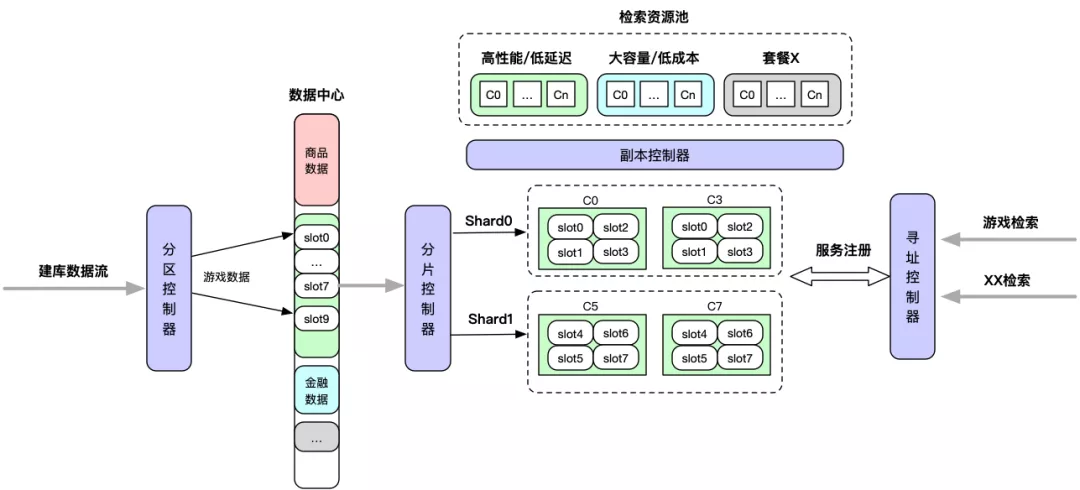 检索资源池
高性能/低延迟
大容量/低成本
套餐X
C0
...
Cn
C0
...
Cn
C0
...
Cn
副本控制器
数据中心
商品
数据
slot0
...
slot7
slot9
金融
数据
...
建库数据流
分区控制器
游戏数据
分片控制器
Shard0
C0
slot0
slot2
slot1
slot3
C3
slot0
slot2
slot1
slot3
Shard1
C5
slot4
slot6
slot5
slot7
C7
slot4
slot6
slot5
slot7
服务注册
寻址控制器
游戏检索
XX检索